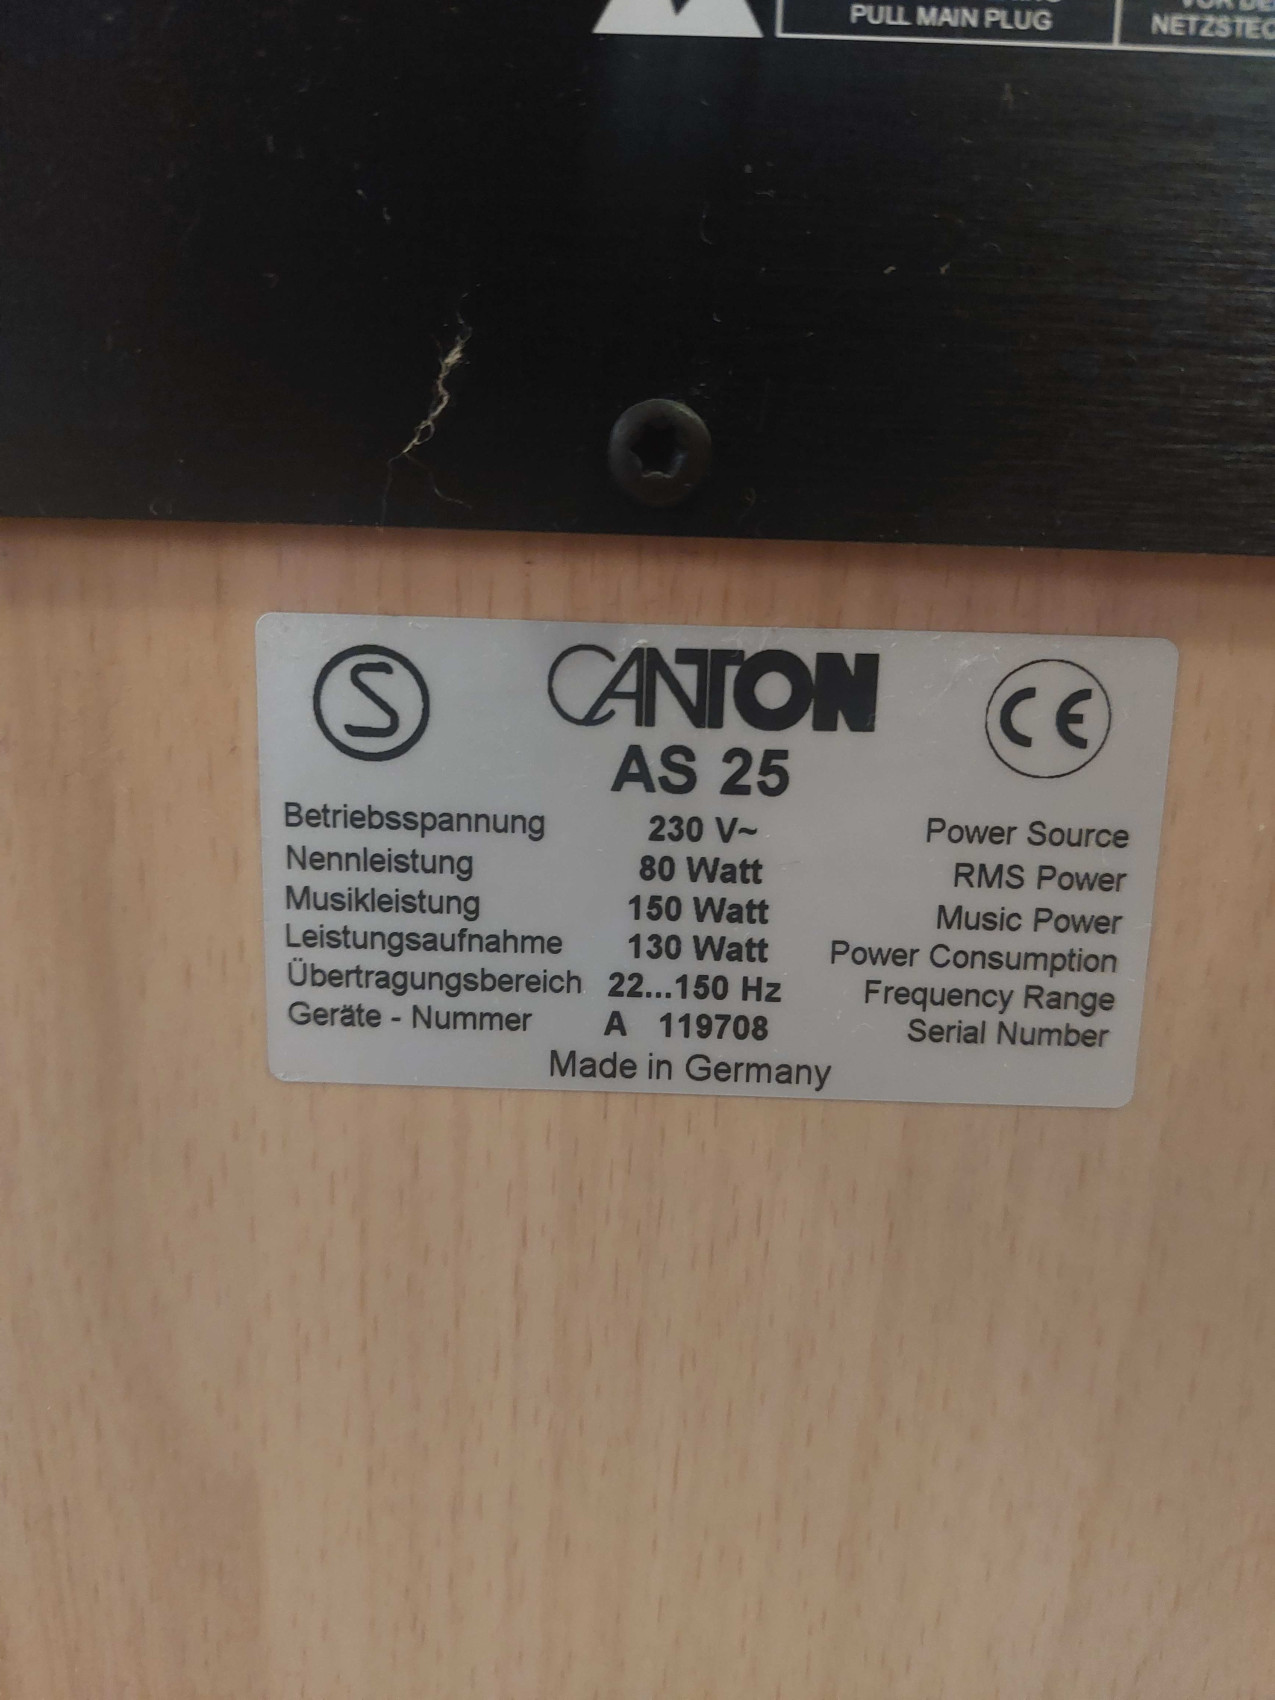 PULL MAIN PLUG
S
CANTON
CE
AS 25
Betriebsspannung 230 V~ Power Source
Nennleistung 80 Watt RMS Power
Musikleistung 150 Watt Music Power
Leistungsaufnahme 130 Watt Power Consumption
Übertragungsbereich 22...150 Hz Frequency Range
Geräte - Nummer A 119708 Serial Number
Made in Germany